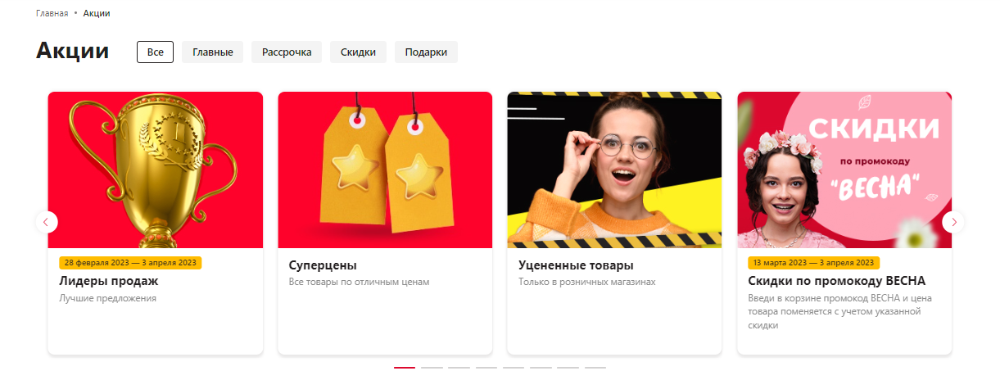 Главная • Акции
Акции
Все
Главные
Рассрочка
Скидки
Подарки
1
28 февраля 2023 — 3 апреля 2023
Лидеры продаж
Лучшие предложения
Суперцены
Все товары по отличным ценам
Уцененные товары
Только в розничных магазинах
СКИДКИ
по промокоду
"ВЕСНА"
13 марта 2023 — 3 апреля 2023
Скидки по промокоду ВЕСНА
Введи в корзине промокод ВЕСНА и цена
товара поменяется с учетом указанной
скидки